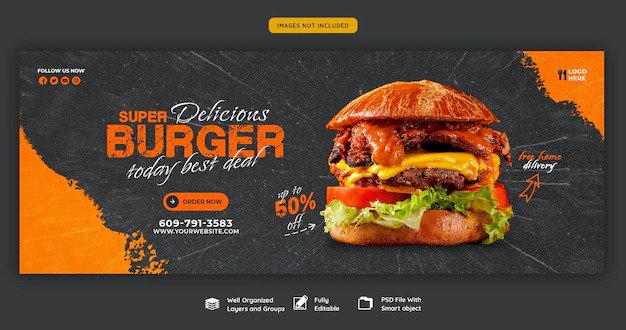 IMAGES NOT INCLUDED
FOLLOW US NOW
LOGO
HERE
SUPER Delicious
BURGER
today best deal
ORDER NOW
609-791-3583
WWW.YOURWEBSITE.COM
up to
50%
off
free home
dilivery
Well Organized
Layers and Groups
Fully
Editable
PSD File With
Smart object